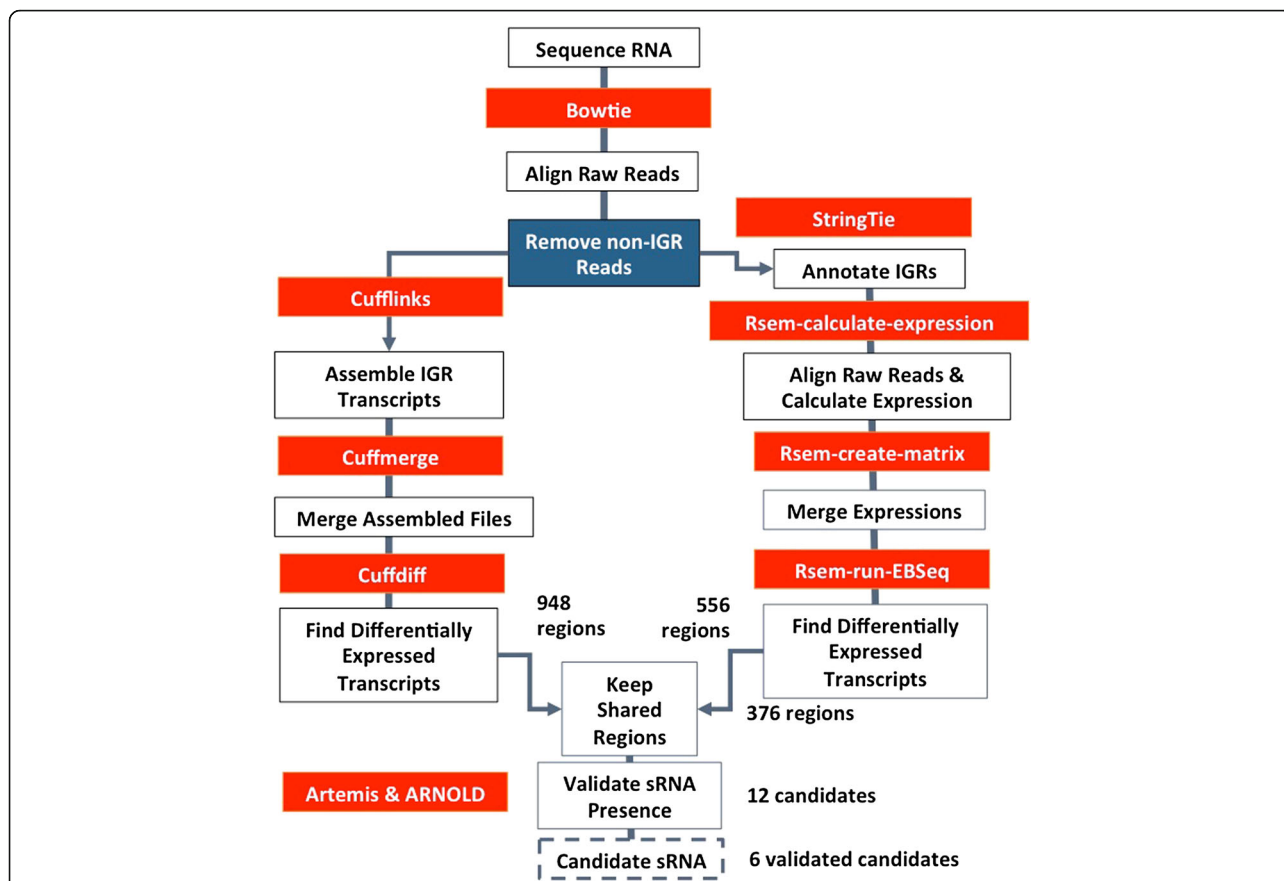 Sequence RNA
Bowtie
Align Raw Reads
Remove non-IGR
Reads
Cufflinks
Assemble IGR
Transcripts
Cuffmerge
Merge Assembled Files
Cuffdiff
Find Differentially
Expressed
Transcripts
948
regions
StringTie
Annotate IGRs
Rsem-calculate-expression
Align Raw Reads &
Calculate Expression
Rsem-create-matrix
Merge Expressions
Rsem-run-EBSeq
Find Differentially
Expressed
Transcripts
556
regions
Keep
Shared
Regions
376 regions
Artemis & ARNOLD
Validate sRNA
Presence
12 candidates
Candidate sRNA
6 validated candidates